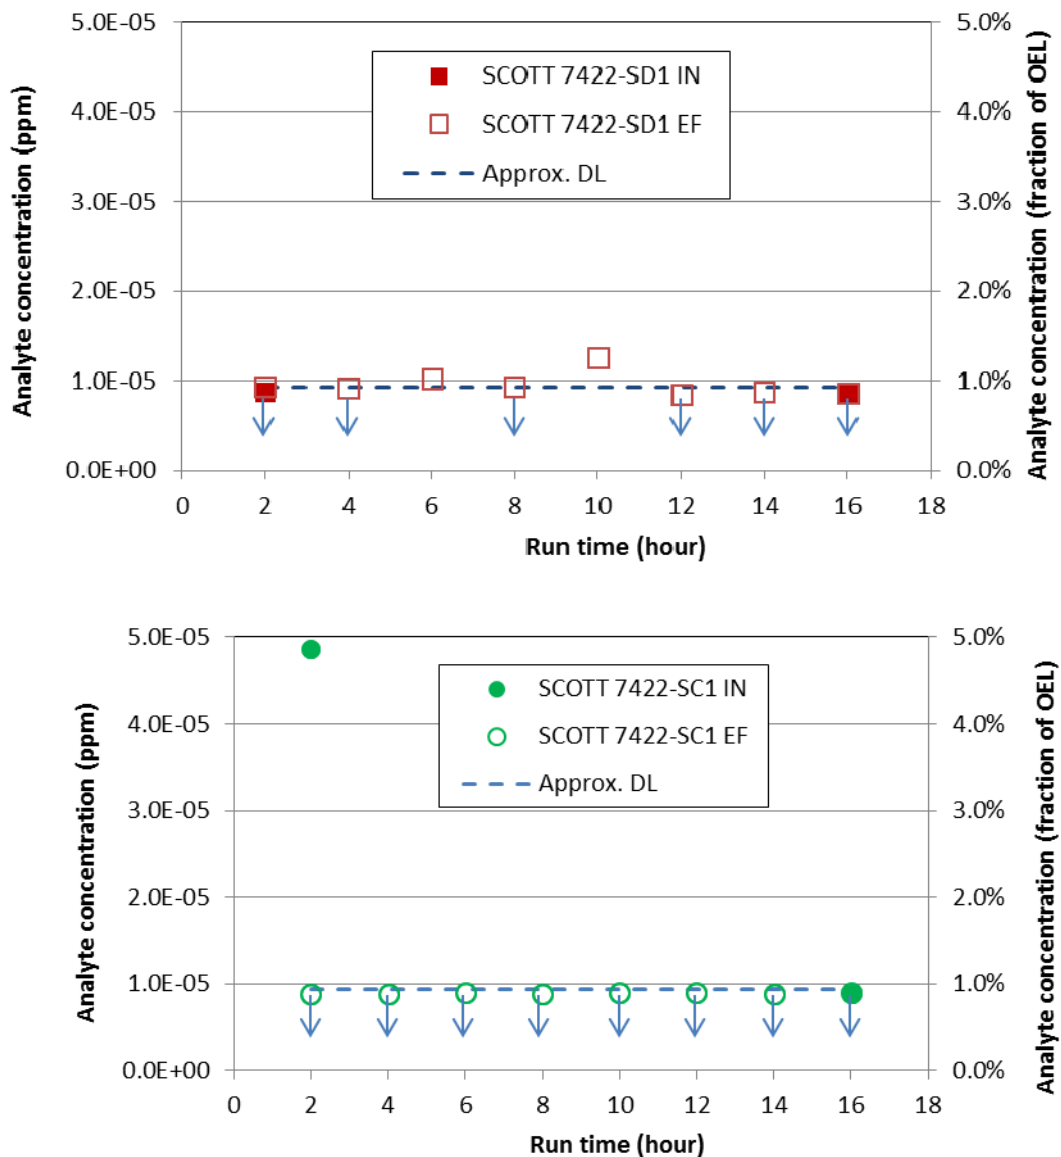 Analyte concentration (ppm)
5.0E-05
4.0E-05
3.0E-05
2.0E-05
1.0E-05
0.0E+00
SCOTT 7422-SD1 IN
SCOTT 7422-SD1 EF
Approx. DL
5.0%
4.0%
3.0%
2.0%
1.0%
0.0%
Analyte concentration (fraction of OEL)
0 2 4 6 8 10 12 14 16 18
Run time (hour)
Analyte concentration (ppm)
5.0E-05
4.0E-05
3.0E-05
2.0E-05
1.0E-05
0.0E+00
SCOTT 7422-SC1 IN
SCOTT 7422-SC1 EF
Approx. DL
5.0%
4.0%
3.0%
2.0%
1.0%
0.0%
Analyte concentration (fraction of OEL)
0 2 4 6 8 10 12 14 16 18
Run time (hour)